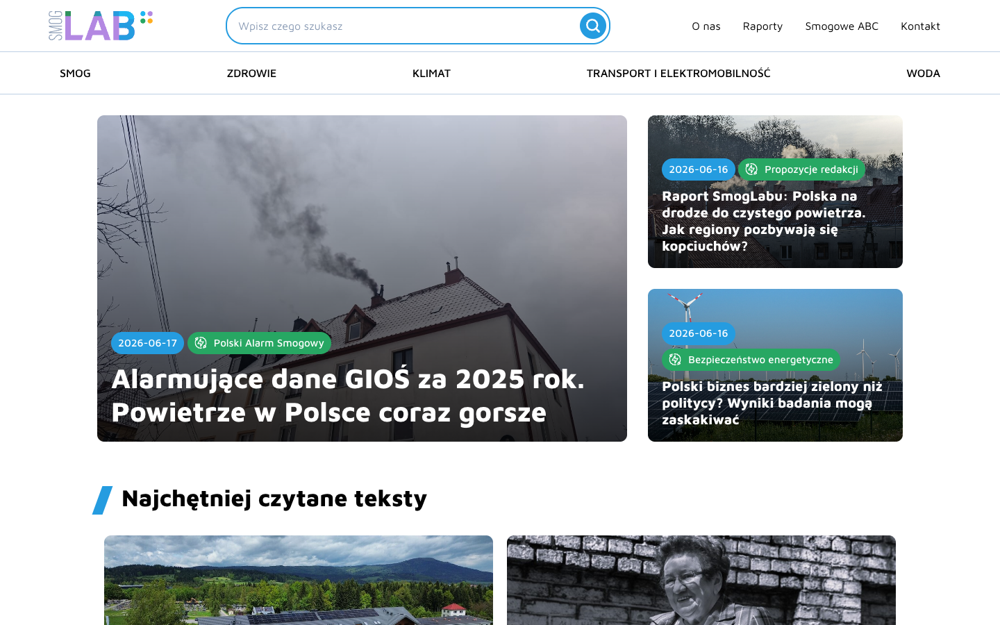 SMOG LAB
Wpisz czego szukasz
O nas
Raporty
Smogowe ABC
Kontakt
SMOG
ZDROWIE
KLIMAT
TRANSPORT I ELEKTROMOBILNOŚĆ
WODA
2026-06-17
Polski Alarm Smogowy
Alarmujące dane GIOŚ za 2025 rok.
Powietrze w Polsce coraz gorsze
2026-06-16
Propozycje redakcji
Raport SmogLabu: Polska na
drodze do czystego powietrza.
Jak regiony pozbywają się
kopciuchów?
2026-06-16
Bezpieczeństwo energetyczne
Polski biznes bardziej zielony niż
politycy? Wyniki badania mogą
zaskakiwać
Najchętniej czytane teksty